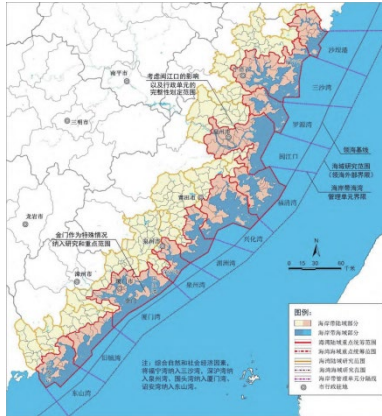 沙埕港
南平市
宁德市
三沙湾
考虑闽江口的影响
以及行政单元的
完整性划定范围
罗源湾
三明市
福州市
领海基线
闽江口
海域研究范围
(领海外部界限)
海岸带海湾
管理单元界限
福清湾
龙岩市
莆田市
兴化湾
金门作为特殊情况
纳入研究和重点范围
泉州市
湄洲湾
N
漳州市
泉州湾
0 15 30 60
千米
厦门湾
图例:
海岸带陆域部分
海岸带海域部分
海湾陆域重点统筹范围
海湾海域重点统筹范围
海湾陆域研究范围
海湾海域研究范围
海岸带管理单元分隔线
市行政驻地
旧镇湾
注:综合自然和社会经济因素,
将福宁湾纳入三沙湾,深沪湾纳
入泉州湾,围头湾纳入厦门湾,
诏安湾纳入东山湾。
东山湾